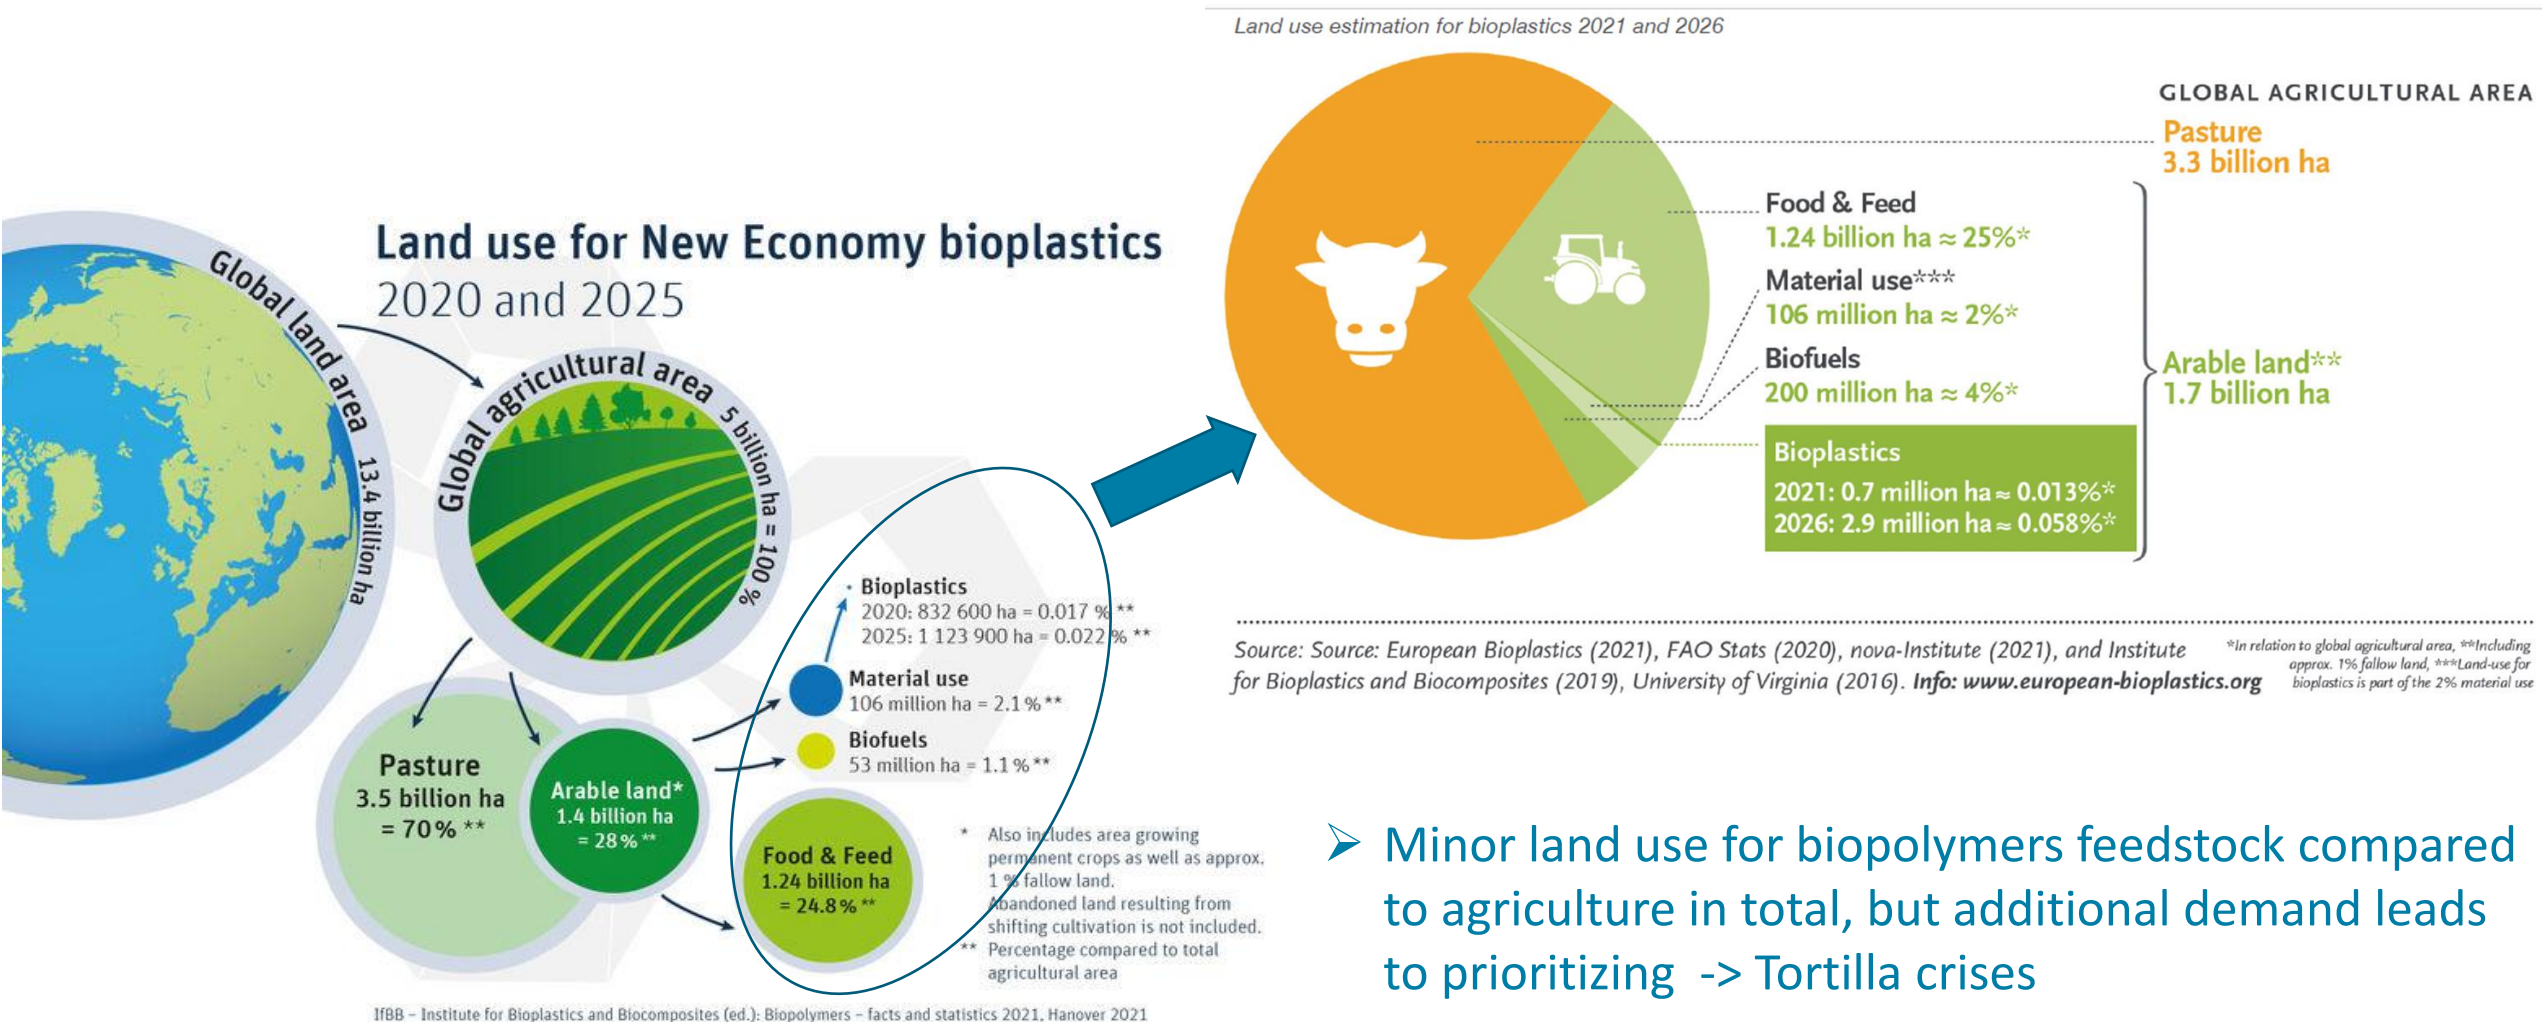 Land use estimation for bioplastics 2021 and 2026
GLOBAL AGRICULTURAL AREA
Pasture
3.3 billion ha
Food & Feed
1.24 billion ha ≈ 25%*
Material use***
106 million ha ≈ 2%*
Biofuels
200 million ha ≈ 4%*
Bioplastics
2021: 0.7 million ha ≈ 0.013%*
2026: 2.9 million ha ≈ 0.058%*
Arable land**
1.7 billion ha
Source: Source: European Bioplastics (2021), FAO Stats (2020), nova-Institute (2021), and Institute
for Bioplastics and Biocomposites (2019), University of Virginia (2016). Info: www.european-bioplastics.org
*In relation to global agricultural area, **Including
approx. 1% fallow land, ***Land-use for
bioplastics is part of the 2% material use
Land use for New Economy bioplastics
2020 and 2025
Global land area 13.4 billion ha
Global agricultural area 5 billion ha = 100 %
Pasture
3.5 billion ha
= 70% **
Arable land*
1.4 billion ha
= 28% **
Bioplastics
2020: 832 600 ha = 0.017 % **
2025: 1 123 900 ha = 0.022 % **
Material use
106 million ha = 2.1% **
Biofuels
53 million ha = 1.1% **
Food & Feed
1.24 billion ha
= 24.8% **
* Also includes area growing
permanent crops as well as approx.
1 % fallow land.
Abandoned land resulting from
shifting cultivation is not included.
** Percentage compared to total
agricultural area
IfBB – Institute for Bioplastics and Biocomposites (ed.): Biopolymers – facts and statistics 2021, Hanover 2021
➢ Minor land use for biopolymers feedstock compared
to agriculture in total, but additional demand leads
to prioritizing -> Tortilla crises